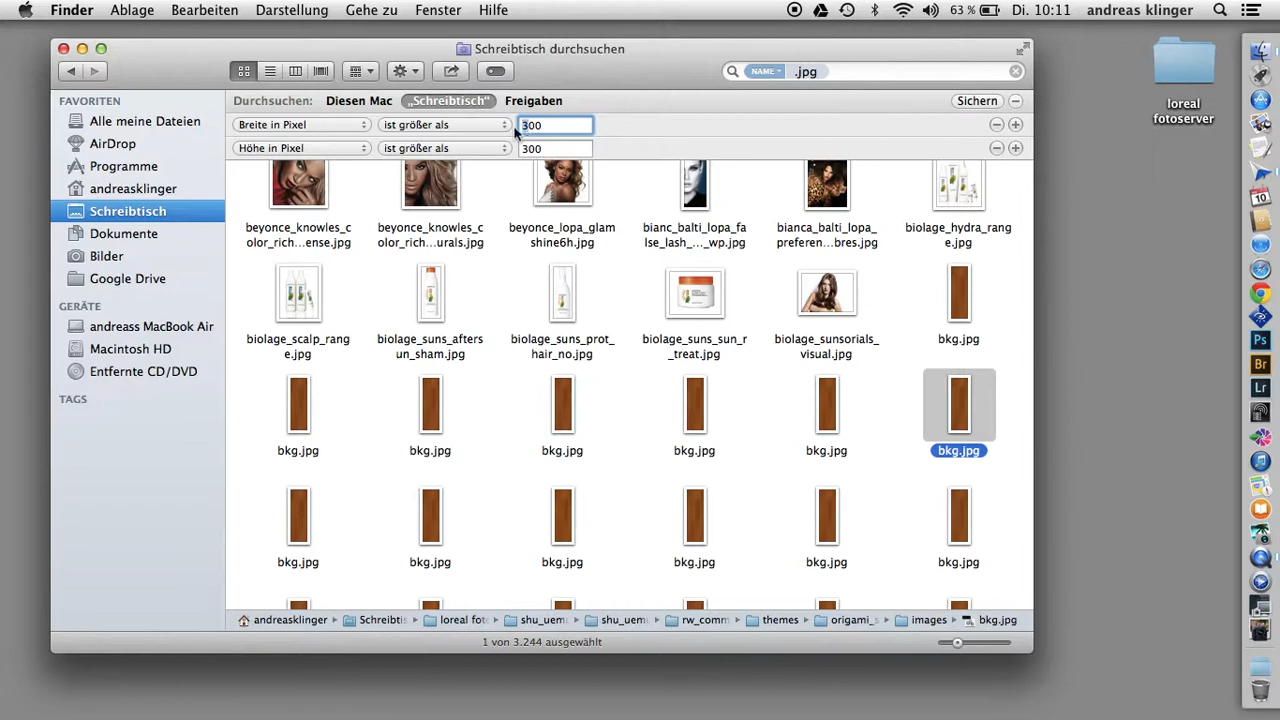 Finder Ablage Bearbeiten Darstellung Gehe zu Fenster Hilfe 63 % Di. 10:11 andreas klinger
Schreibtisch durchsuchen
NAME .jpg
FAVORITEN
Alle meine Dateien
AirDrop
Programme
andreasklinger
Schreibtisch
Dokumente
Bilder
Google Drive
GERÄTE
andreass MacBook Air
Macintosh HD
Entfernte CD/DVD
TAGS
Durchsuchen: Diesen Mac „Schreibtisch“ Freigaben Sichern
Breite in Pixel ist größer als 300
Höhe in Pixel ist größer als 300
beyonce_knowles_c beyonce_knowles_c beyonce_lopa_glam bianc_balti_lopa_fa bianca_balti_lopa_ biolage_hydra_rang
olor_rich...ense.jpg olor_rich...urals.jpg shine6h.jpg lse_lash_..._wp.jpg preferen...bres.jpg e.jpg
biolage_scalp_rang biolage_suns_afters biolage_suns_prot_ biolage_suns_sun_r biolage_sunsorials_ bkg.jpg
e.jpg un_sham.jpg hair_no.jpg _treat.jpg visual.jpg
bkg.jpg bkg.jpg bkg.jpg bkg.jpg bkg.jpg bkg.jpg
bkg.jpg bkg.jpg bkg.jpg bkg.jpg bkg.jpg bkg.jpg
andreasklinger Schreibtis loreal fot shu_uem shu_uem rw_comm themes origami_s images bkg.jpg
1 von 3.244 ausgewählt
loreal
fotoserver
10
Ps
Br
Lr